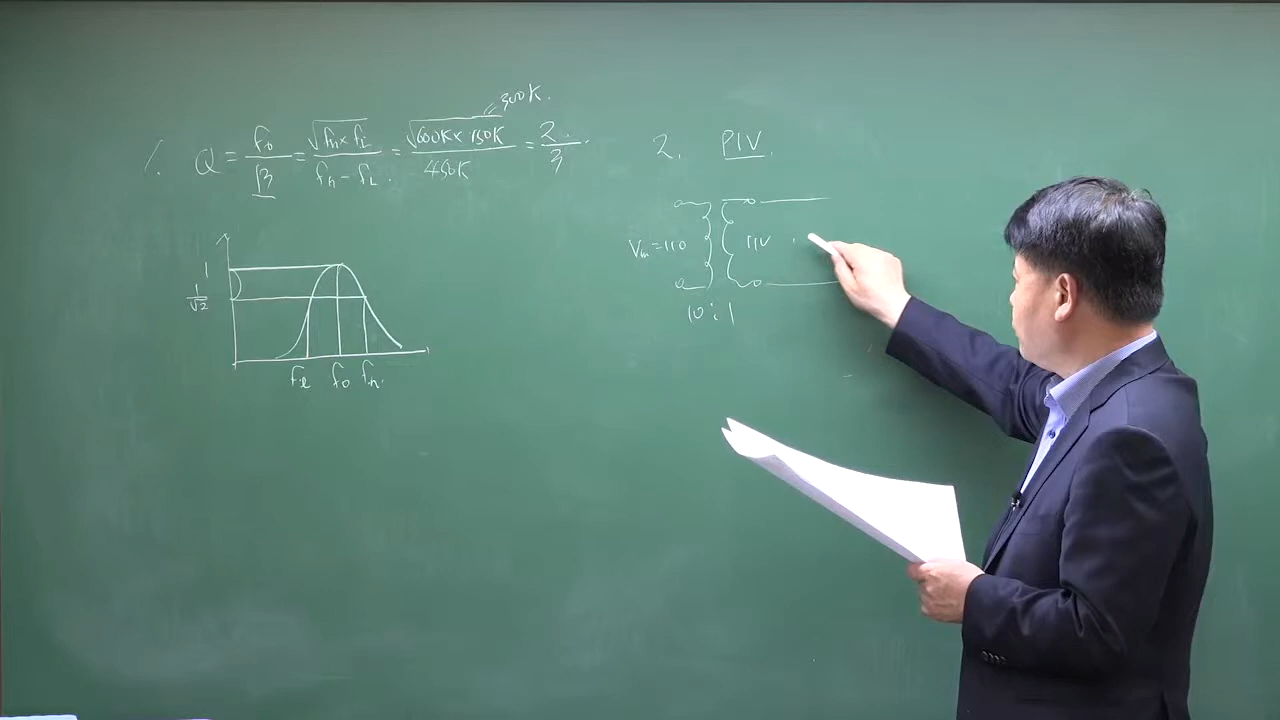 1. Q = f₀/B = √(fh × fL)/(fh - fL) = √(600K × 150K)/450K = 2/3
300K.
1
1/√2
fℓ f₀ fh.
2. PIV.
Vin = 110
11V
10 : 1